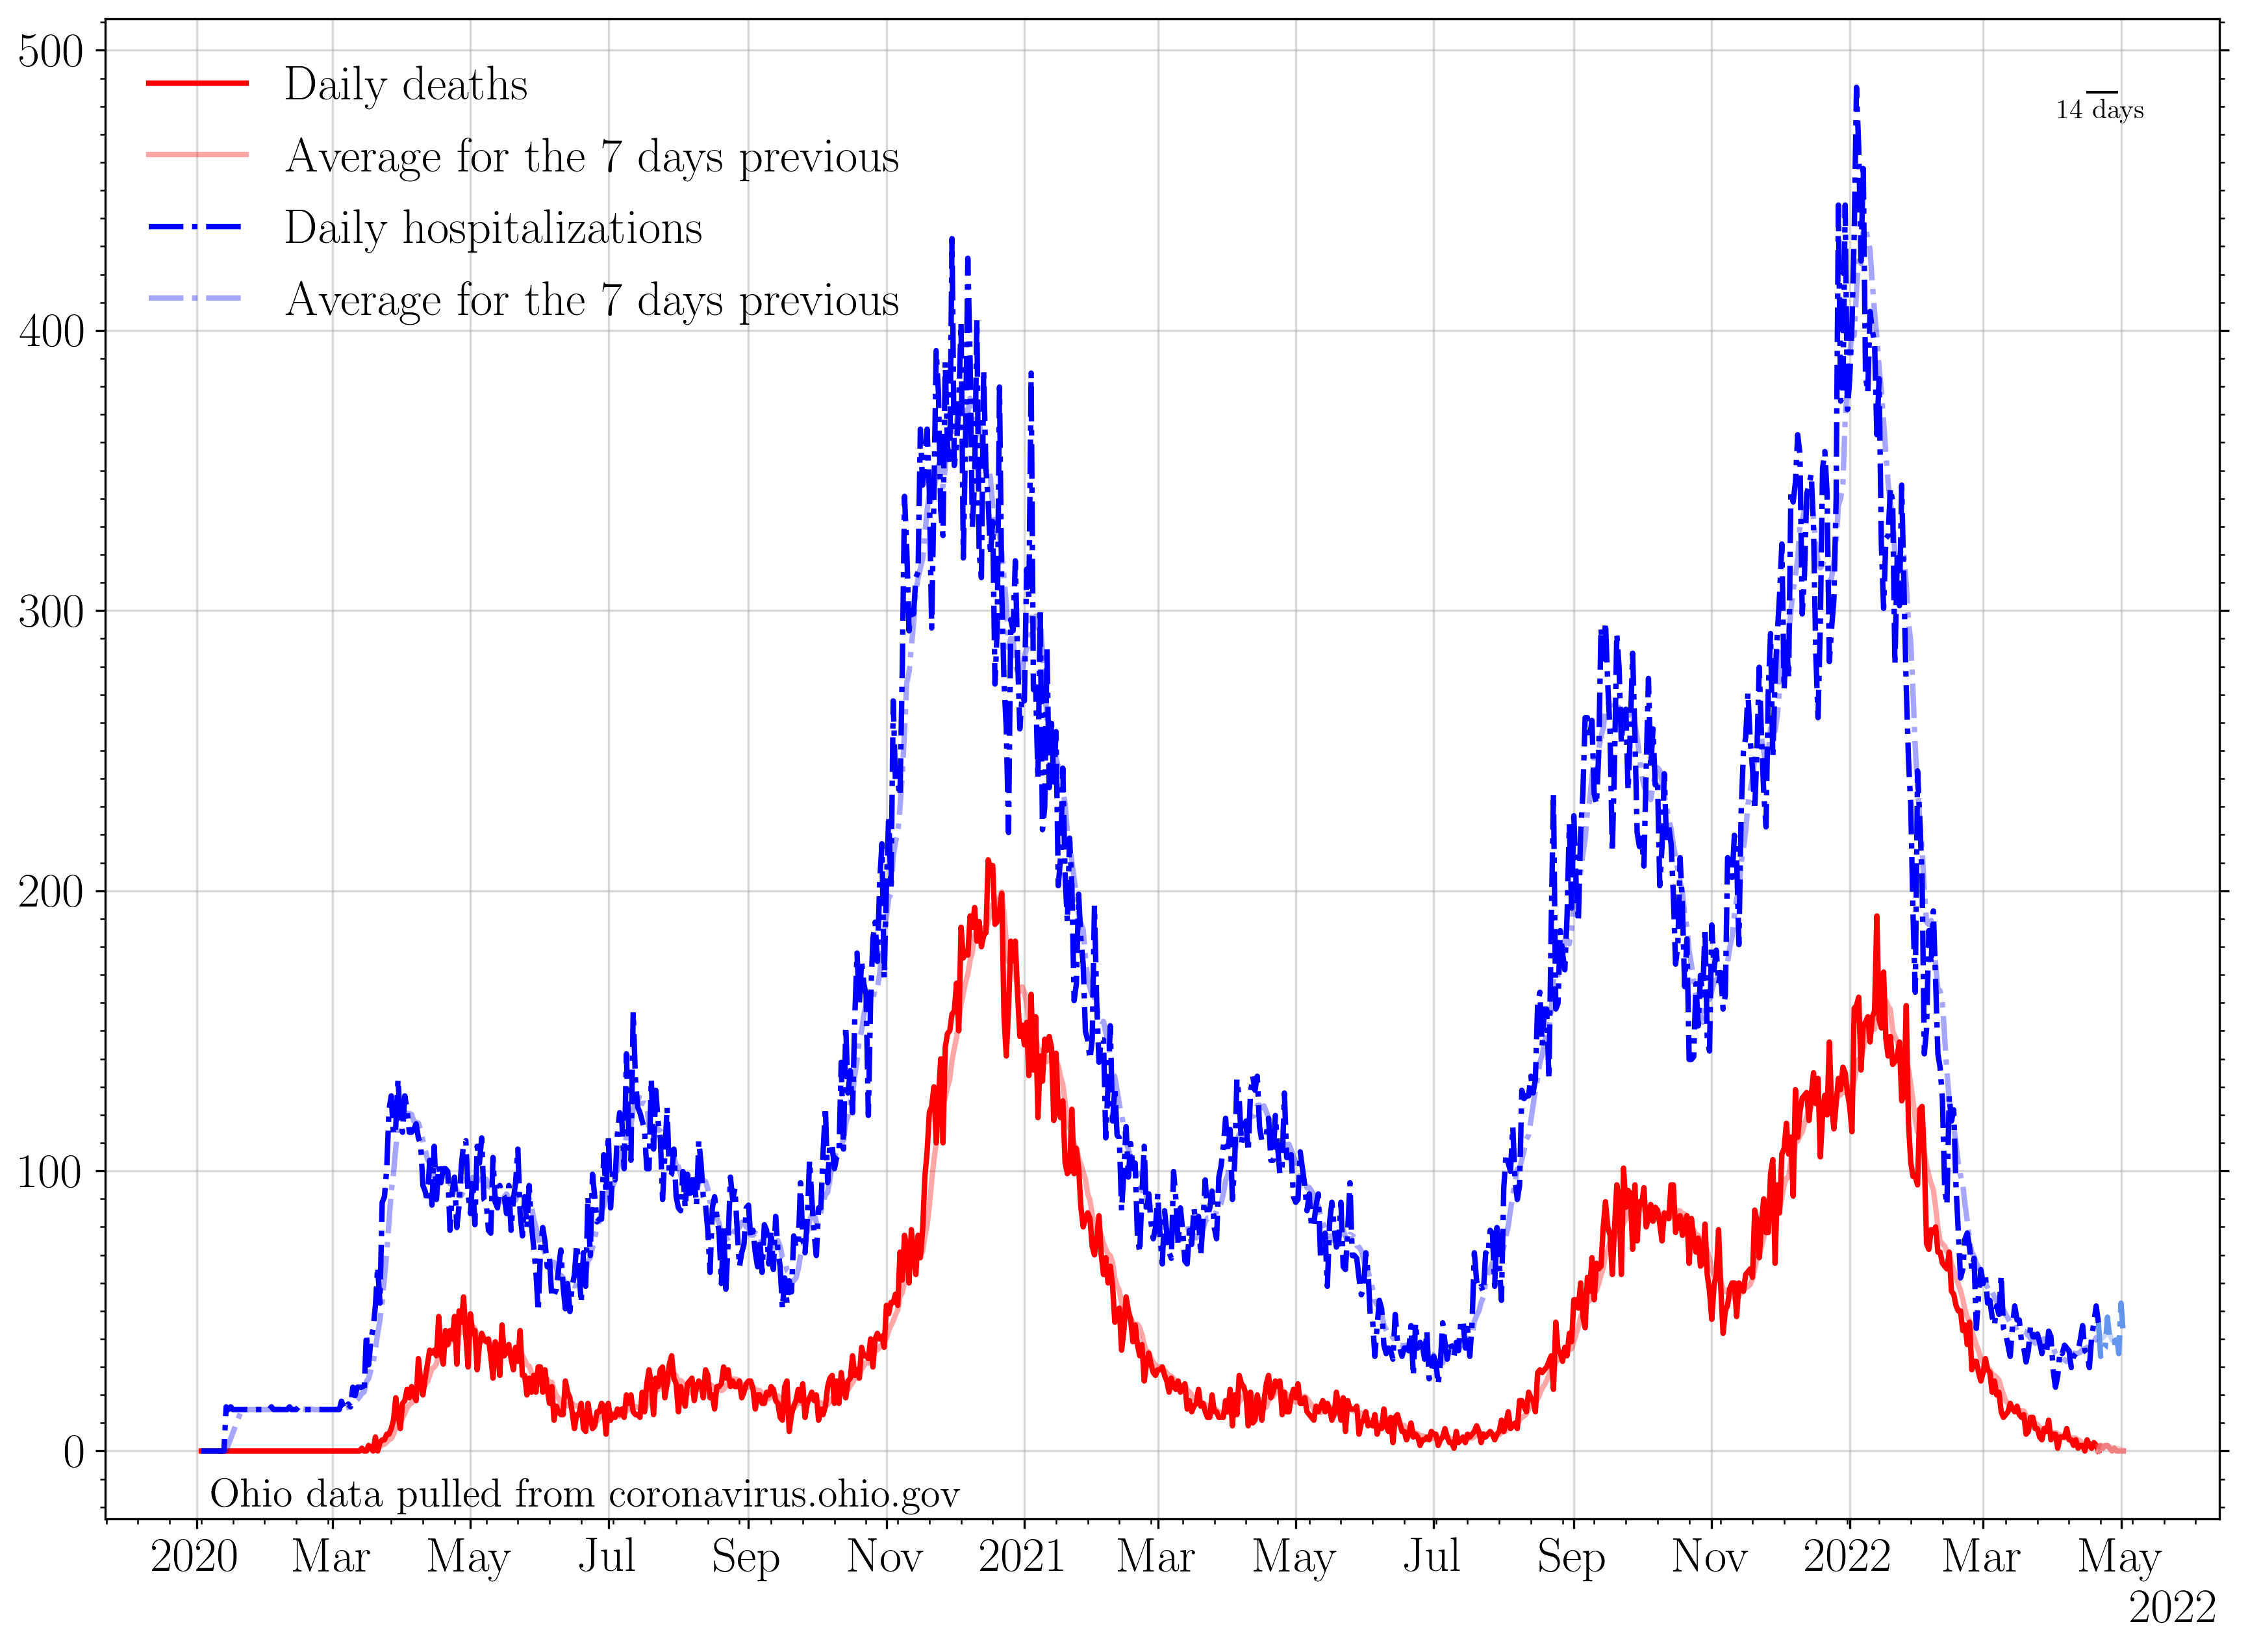 500
400
300
200
100
0
Daily deaths
Average for the 7 days previous
Daily hospitalizations
Average for the 7 days previous
14 days
Ohio data pulled from coronavirus.ohio.gov
2020 Mar May Jul Sep Nov 2021 Mar May Jul Sep Nov 2022 Mar May
2022